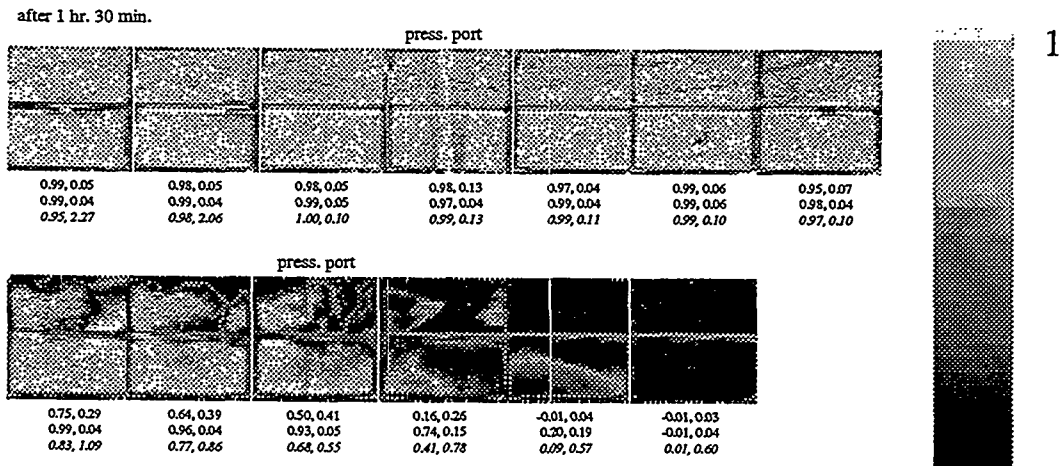 after 1 hr. 30 min.
press. port
1
0.99, 0.05 0.98, 0.05 0.98, 0.05 0.98, 0.13 0.97, 0.04 0.99, 0.06 0.95, 0.07
0.99, 0.04 0.99, 0.04 0.99, 0.05 0.97, 0.04 0.99, 0.04 0.99, 0.06 0.98, 0.04
0.95, 2.27 0.98, 2.06 1.00, 0.10 0.99, 0.13 0.99, 0.11 0.99, 0.10 0.97, 0.10
press. port
0.75, 0.29 0.64, 0.39 0.50, 0.41 0.16, 0.26 -0.01, 0.04 -0.01, 0.03
0.99, 0.04 0.96, 0.04 0.93, 0.05 0.74, 0.15 0.20, 0.19 -0.01, 0.04
0.83, 1.09 0.77, 0.86 0.68, 0.55 0.41, 0.78 0.09, 0.57 0.01, 0.60